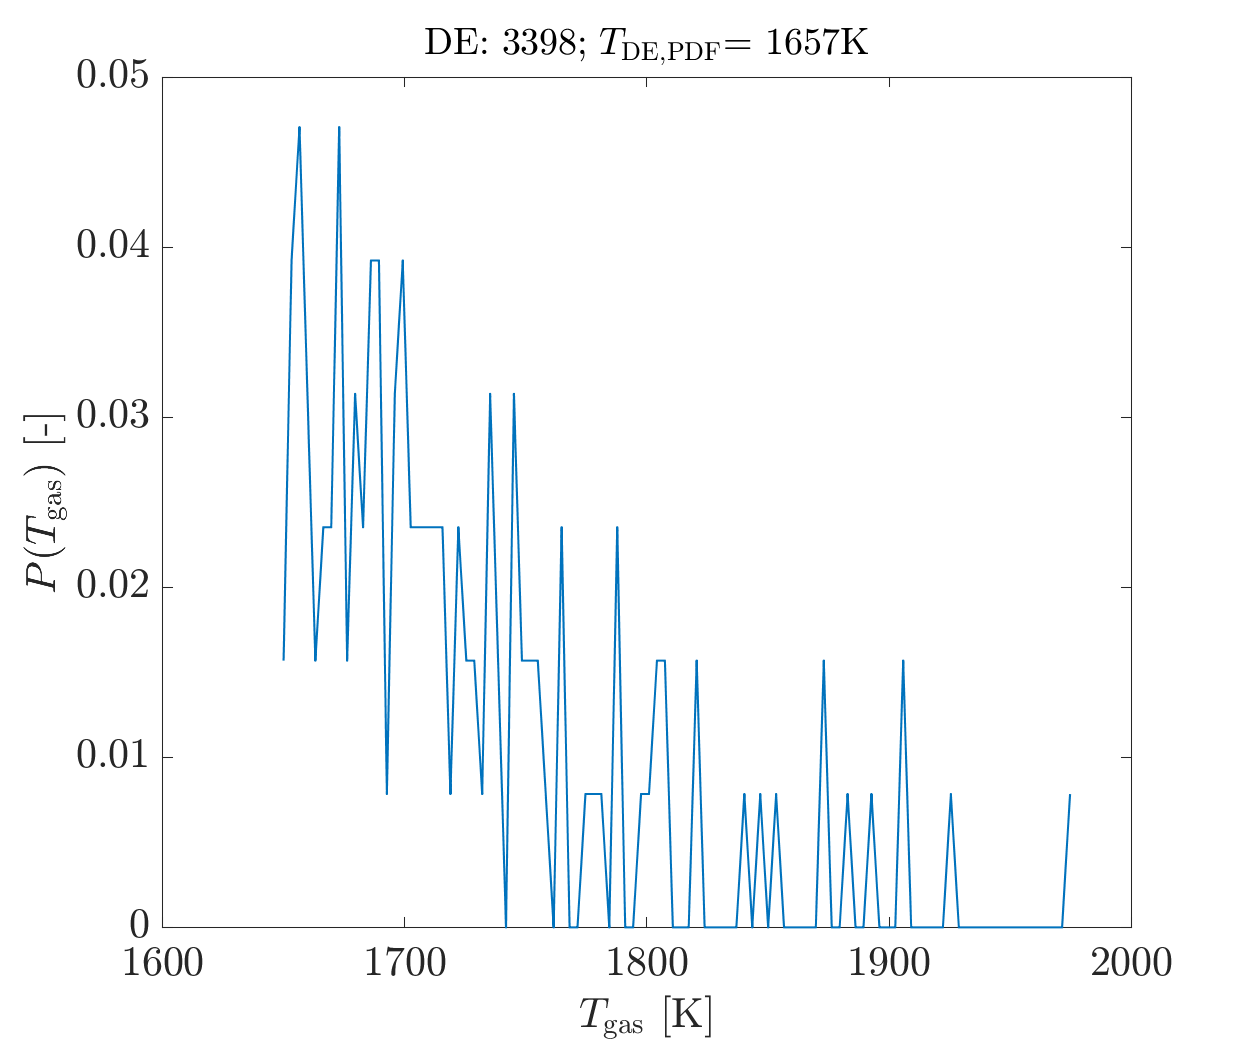 DE: 3398; T_DE,PDF= 1657K
0.05
0.04
0.03
0.02
0.01
0
P(T_gas) [-]
1600 1700 1800 1900 2000
T_gas [K]